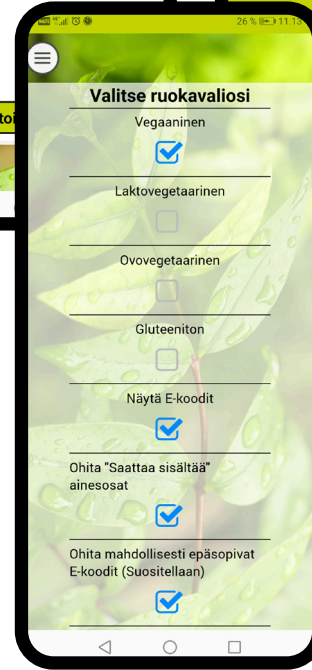 26 % 11.13
toi
Valitse ruokavaliosi
Vegaaninen
Laktovegetaarinen
Ovovegetaarinen
Gluteeniton
Näytä E-koodit
Ohita "Saattaa sisältää"
ainesosat
Ohita mahdollisesti epäsopivat
E-koodit (Suositellaan)